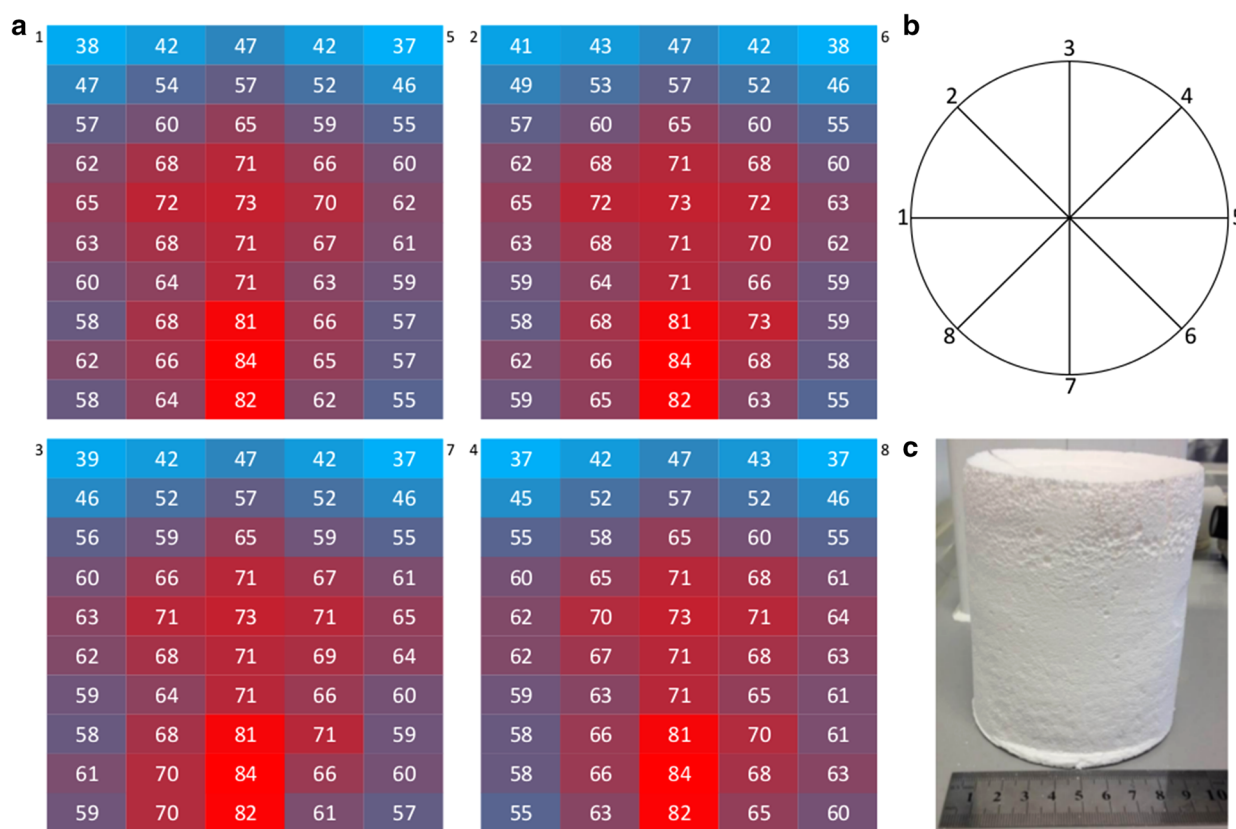 a
1 38 42 47 42 37 5
47 54 57 52 46
57 60 65 59 55
62 68 71 66 60
65 72 73 70 62
63 68 71 67 61
60 64 71 63 59
58 68 81 66 57
62 66 84 65 57
58 64 82 62 55
2 41 43 47 42 38 6
49 53 57 52 46
57 60 65 60 55
62 68 71 68 60
65 72 73 72 63
63 68 71 70 62
59 64 71 66 59
58 68 81 73 59
62 66 84 68 58
59 65 82 63 55
3 39 42 47 42 37 7
46 52 57 52 46
56 59 65 59 55
60 66 71 67 61
63 71 73 71 65
62 68 71 69 64
59 64 71 66 60
58 68 81 71 59
61 70 84 66 60
59 70 82 61 57
4 37 42 47 43 37 8
45 52 57 52 46
55 58 65 60 55
60 65 71 68 61
62 70 73 71 64
62 67 71 68 63
59 63 71 65 61
58 66 81 70 61
58 66 84 68 63
55 63 82 65 60
b
3
2 4
1 5
8 6
7
c
1 2 3 4 5 6 7 8 9 10